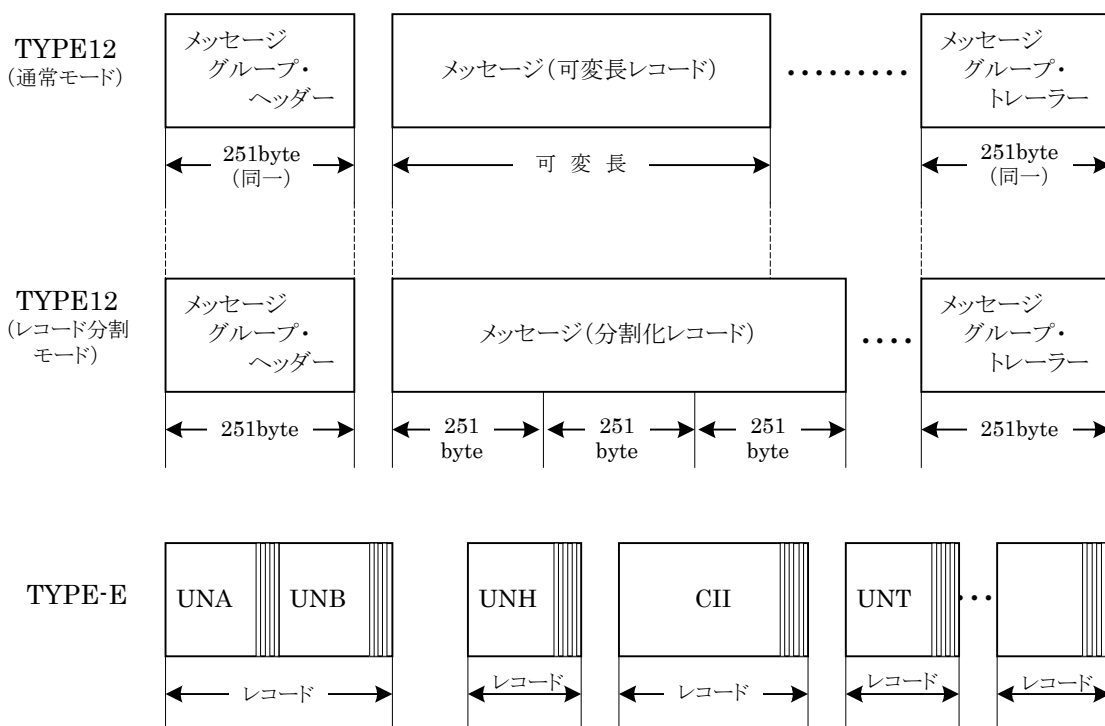 TYPE12
(通常モード)
メッセージ
グループ・
ヘッダー
メッセージ(可変長レコード)
・・・・・・・・・
メッセージ
グループ・
トレーラー
251byte
(同一)
可 変 長
251byte
(同一)
TYPE12
(レコード分割
モード)
メッセージ
グループ・
ヘッダー
メッセージ(分割化レコード)
・・・・
メッセージ
グループ・
トレーラー
251byte
251
byte
251
byte
251
byte
251byte
TYPE-E
UNA
UNB
UNH
CII
UNT
・・・
レコード
レコード
レコード
レコード
レコード